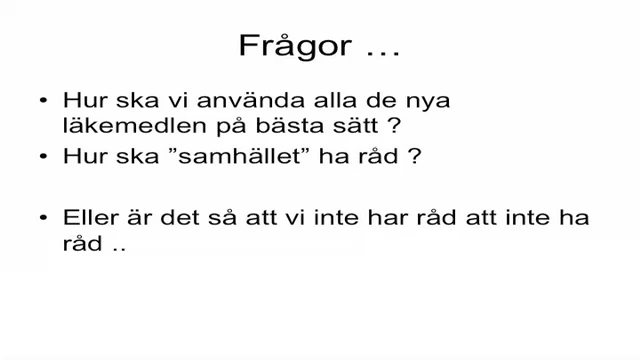 Frågor …
• Hur ska vi använda alla de nya
läkemedlen på bästa sätt ?
• Hur ska ”samhället” ha råd ?
• Eller är det så att vi inte har råd att inte ha
råd ..